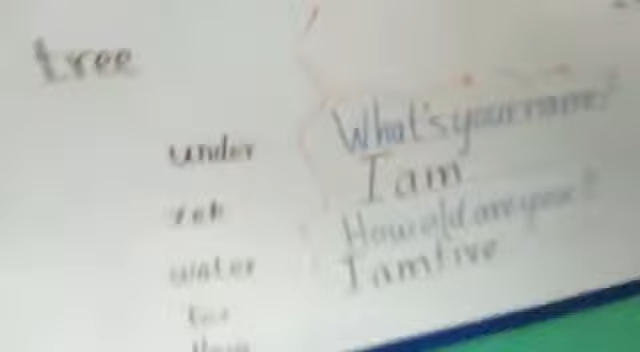 tree
under
water
What's your name?
I am
How old are you?
I am five